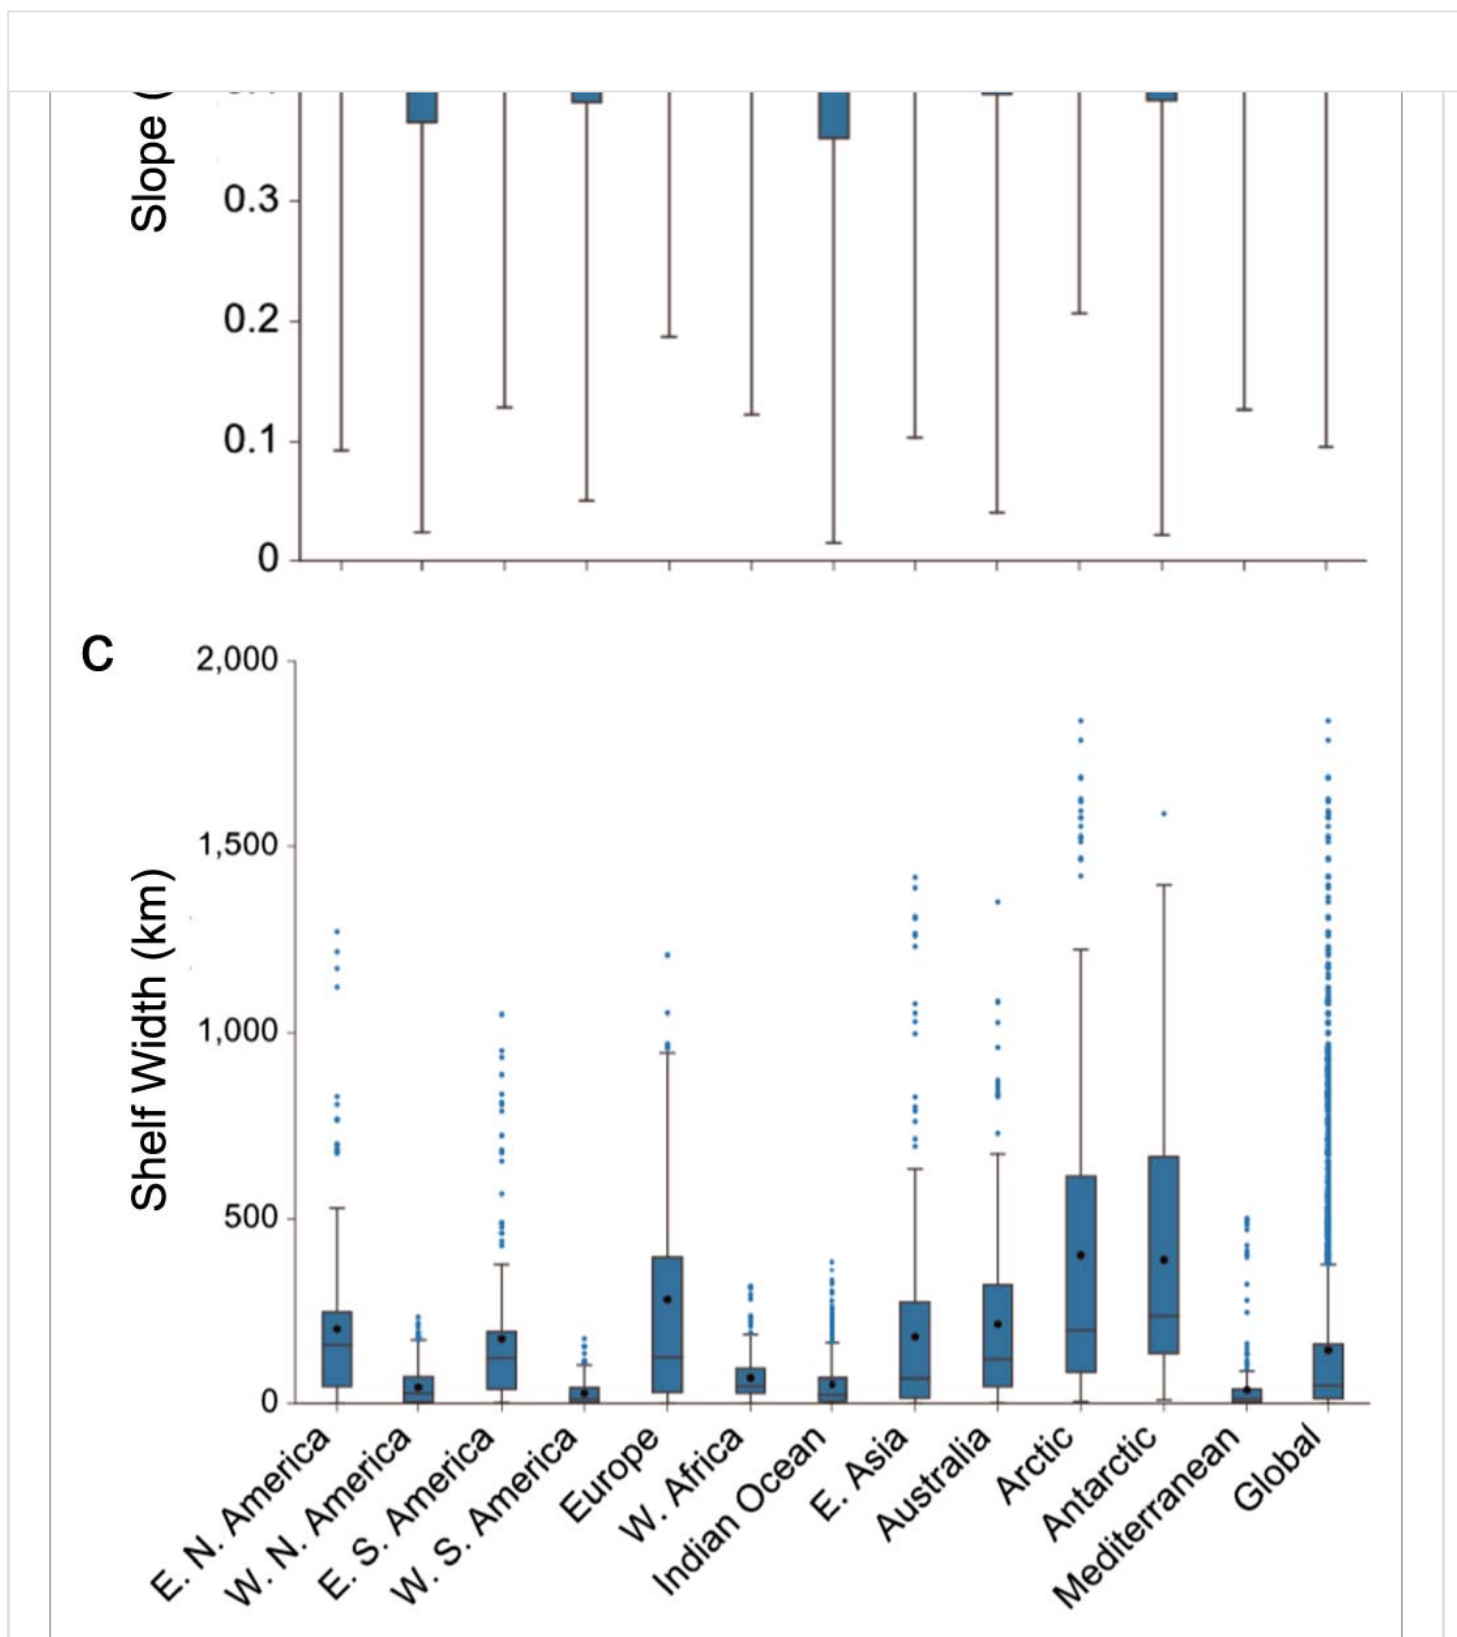 Slope (
0.3
0.2
0.1
0
C
2,000
1,500
1,000
500
0
Shelf Width (km)
E. N. America
W. N. America
E. S. America
W. S. America
Europe
W. Africa
Indian Ocean
E. Asia
Australia
Arctic
Antarctic
Mediterranean
Global